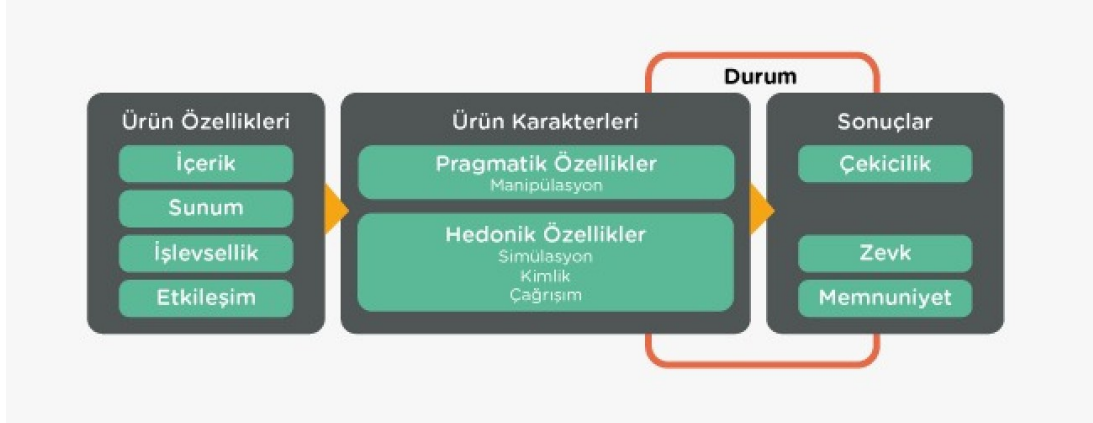 Durum
Ürün Özellikleri
İçerik
Sunum
İşlevsellik
Etkileşim
Ürün Karakterleri
Pragmatik Özellikler
Manipülasyon
Hedonik Özellikler
Simülasyon
Kimlik
Çağrışım
Sonuçlar
Çekicilik
Zevk
Memnuniyet